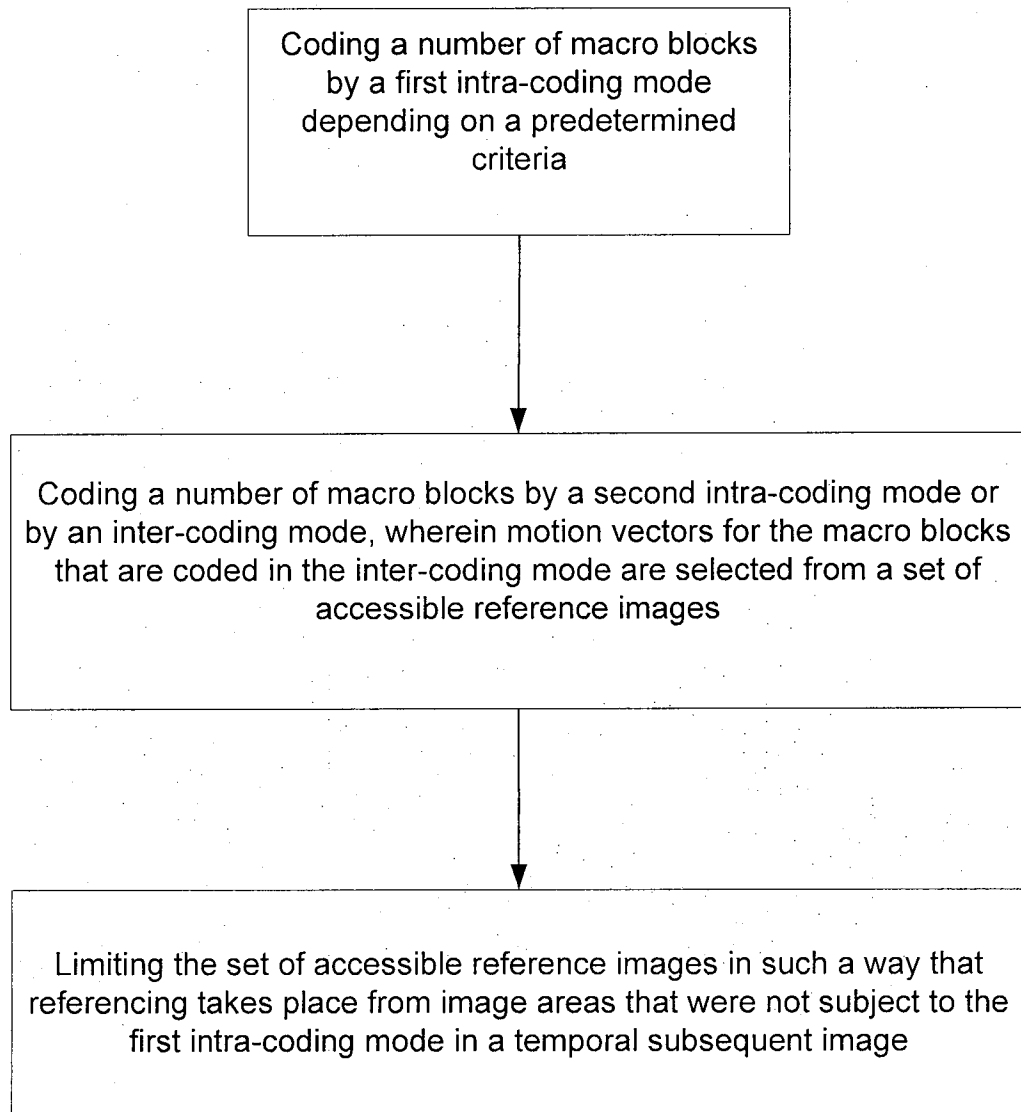 Coding a number of macro blocks
by a first intra-coding mode
depending on a predetermined
criteria
Coding a number of macro blocks by a second intra-coding mode or
by an inter-coding mode, wherein motion vectors for the macro blocks
that are coded in the inter-coding mode are selected from a set of
accessible reference images
Limiting the set of accessible reference images in such a way that
referencing takes place from image areas that were not subject to the
first intra-coding mode in a temporal subsequent image